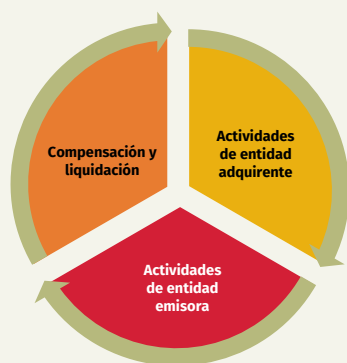 Compensación y
liquidación
Actividades
de entidad
adquirente
Actividades
de entidad
emisora